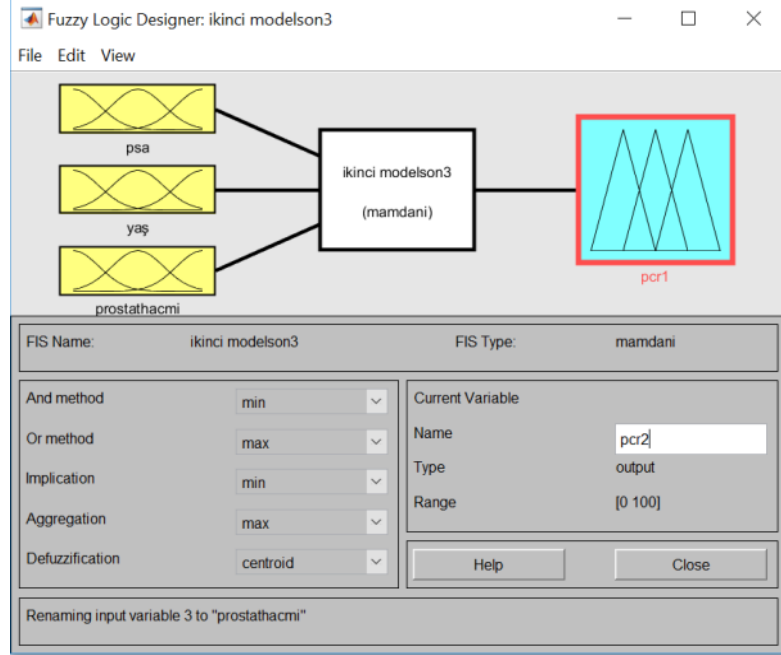 Fuzzy Logic Designer: ikinci modelson3
File Edit View
psa
yaş
prostathacmi
ikinci modelson3
(mamdani)
pcr1
FIS Name: ikinci modelson3 FIS Type: mamdani
And method min
Or method max
Implication min
Aggregation max
Defuzzification centroid
Current Variable
Name pcr2
Type output
Range [0 100]
Help Close
Renaming input variable 3 to "prostathacmi"